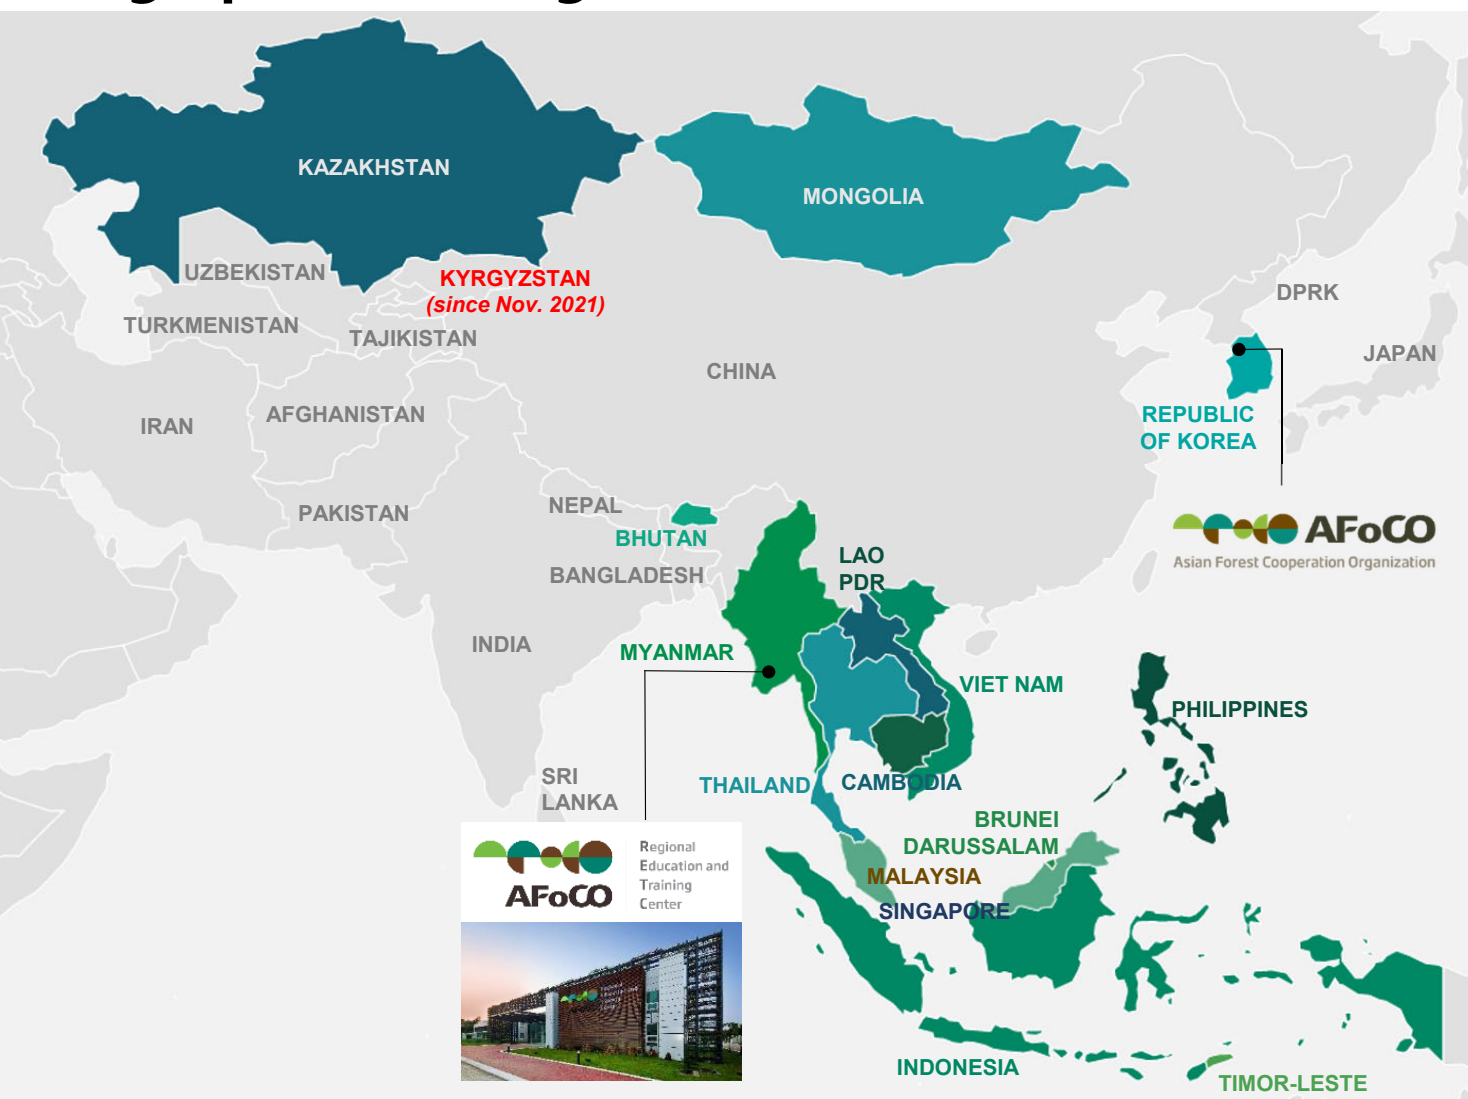 KAZAKHSTAN
MONGOLIA
UZBEKISTAN
KYRGYZSTAN
(since Nov. 2021)
DPRK
TURKMENISTAN
TAJIKISTAN
JAPAN
CHINA
IRAN
AFGHANISTAN
REPUBLIC
OF KOREA
PAKISTAN
NEPAL
BHUTAN
BANGLADESH
AFoCO
Asian Forest Cooperation Organization
LAO
PDR
INDIA
MYANMAR
VIET NAM
PHILIPPINES
SRI
LANKA
THAILAND
CAMBODIA
BRUNEI
DARUSSALAM
MALAYSIA
SINGAPORE
AFoCO
Regional
Education and
Training
Center
INDONESIA
TIMOR-LESTE